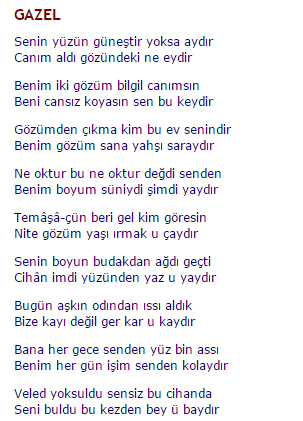 GAZEL
Senin yüzün güneştir yoksa aydır
Canım aldı gözündeki ne eydir
Benim iki gözüm bilgil canımsın
Beni cansız koyasın sen bu keydir
Gözümden çıkma kim bu ev senindir
Benim gözüm sana yahşı saraydır
Ne oktur bu ne oktur değdi senden
Benim boyum süniydi şimdi yaydır
Temâşâ-çün beri gel kim göresin
Nite gözüm yaşı ırmak u çaydır
Senin boyun budakdan ağdı geçti
Cihân imdi yüzünden yaz u yaydır
Bugün aşkın odından ıssı aldık
Bize kayı değil ger kar u kaydır
Bana her gece senden yüz bin assı
Benim her gün işim senden kolaydır
Veled yoksuldu sensiz bu cihanda
Seni buldu bu kezden bey ü baydır